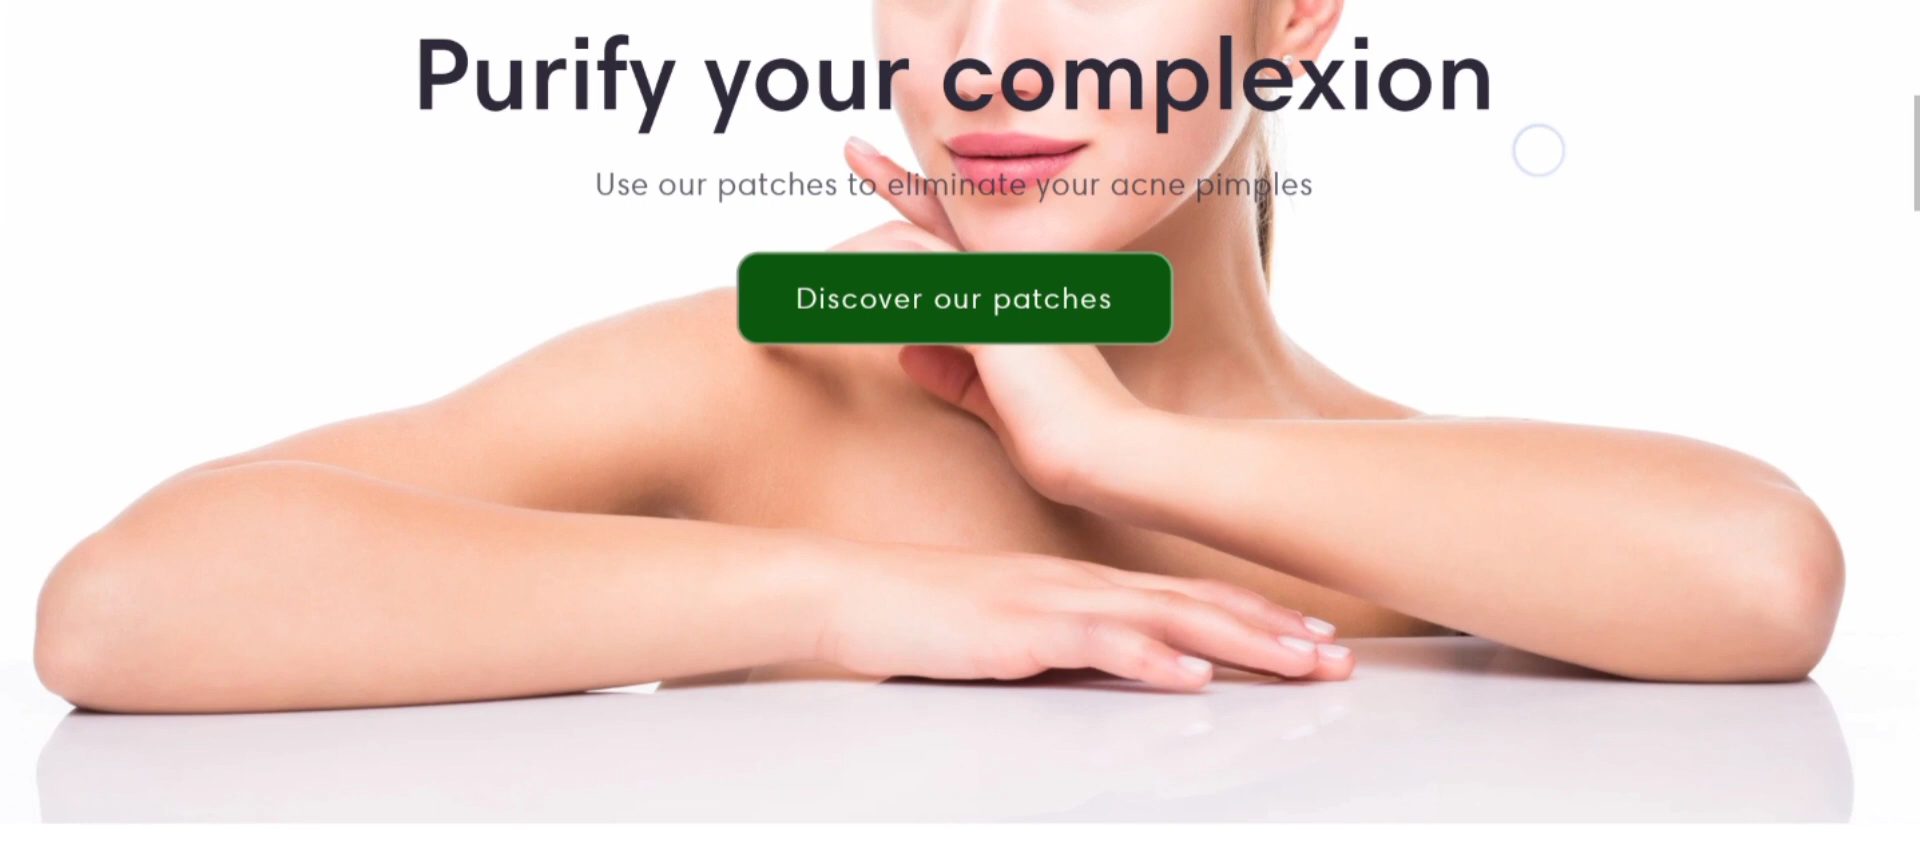 Purify your complexion
Use our patches to eliminate your acne pimples
Discover our patches